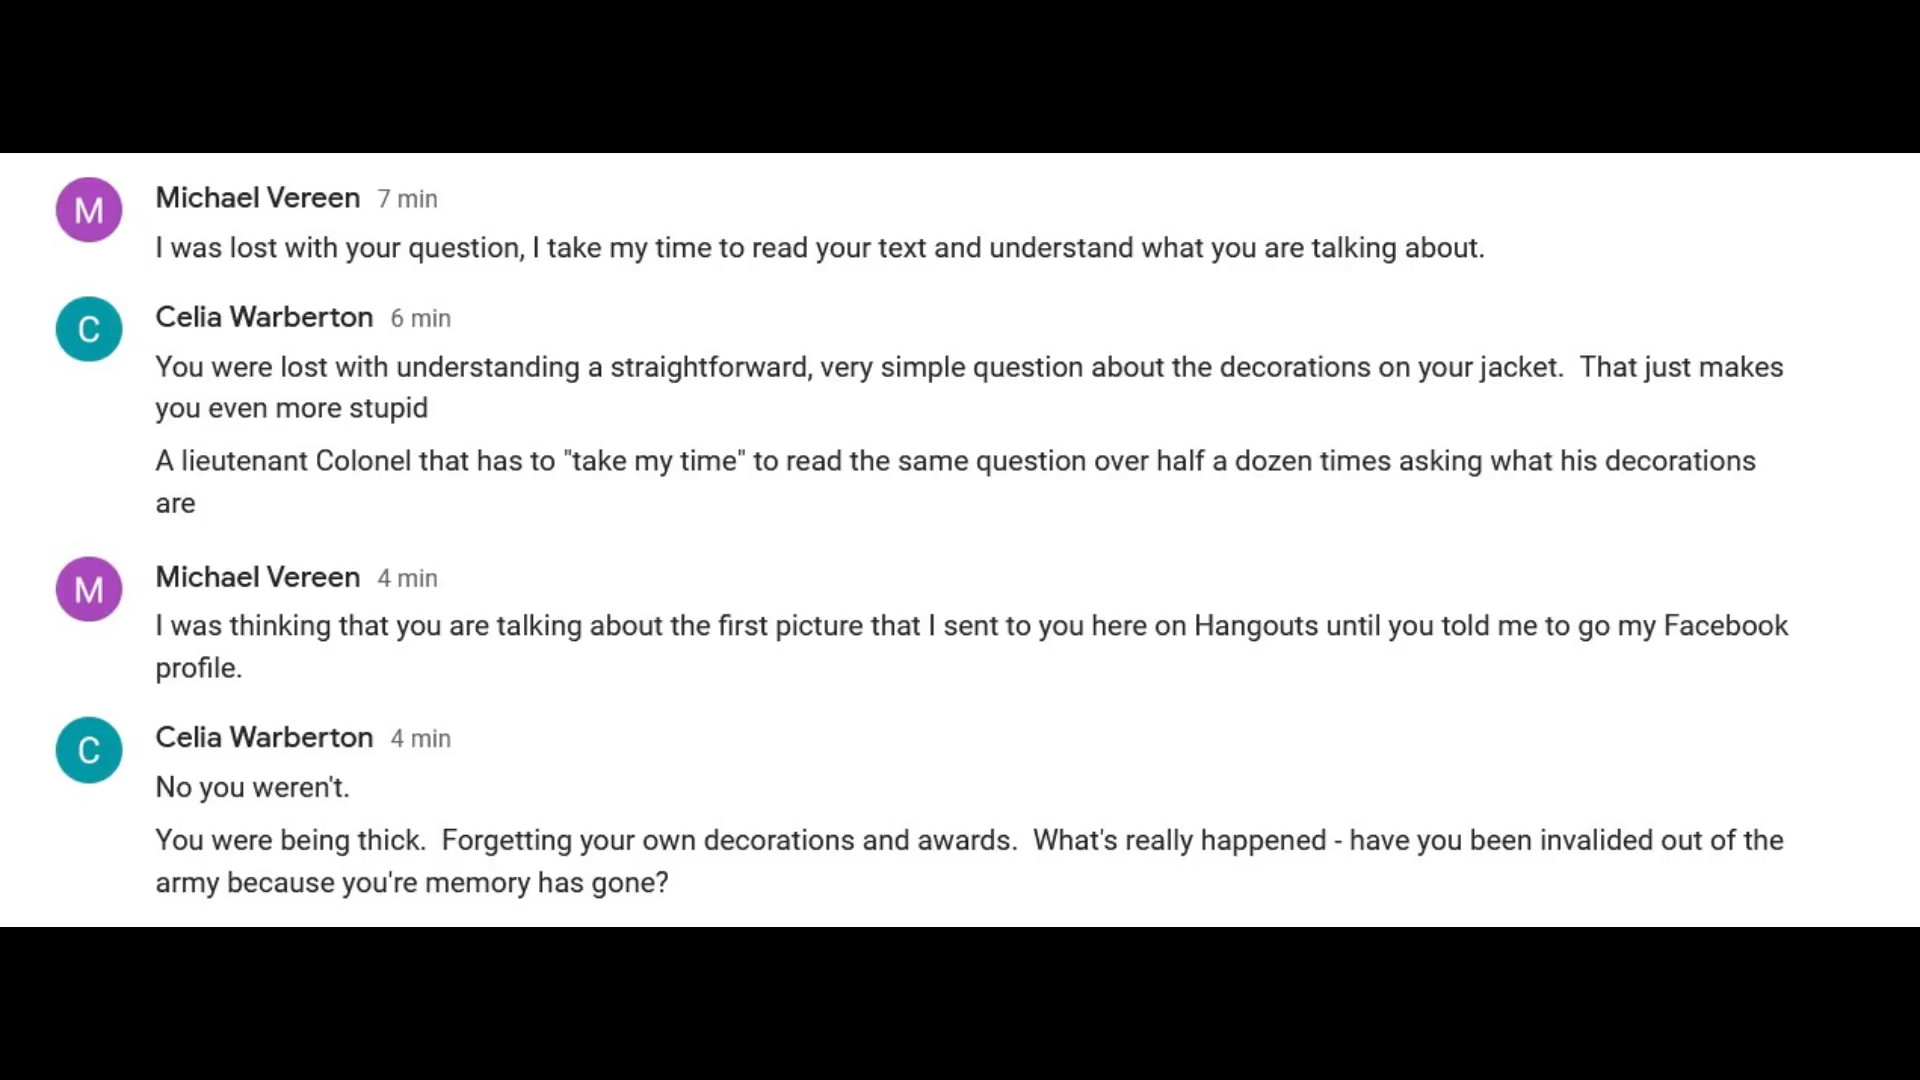 M
Michael Vereen 7 min
I was lost with your question, I take my time to read your text and understand what you are talking about.
C
Celia Warberton 6 min
You were lost with understanding a straightforward, very simple question about the decorations on your jacket.  That just makes
you even more stupid
A lieutenant Colonel that has to "take my time" to read the same question over half a dozen times asking what his decorations
are
M
Michael Vereen 4 min
I was thinking that you are talking about the first picture that I sent to you here on Hangouts until you told me to go my Facebook
profile.
C
Celia Warberton 4 min
No you weren't.
You were being thick.  Forgetting your own decorations and awards.  What's really happened - have you been invalided out of the
army because you're memory has gone?